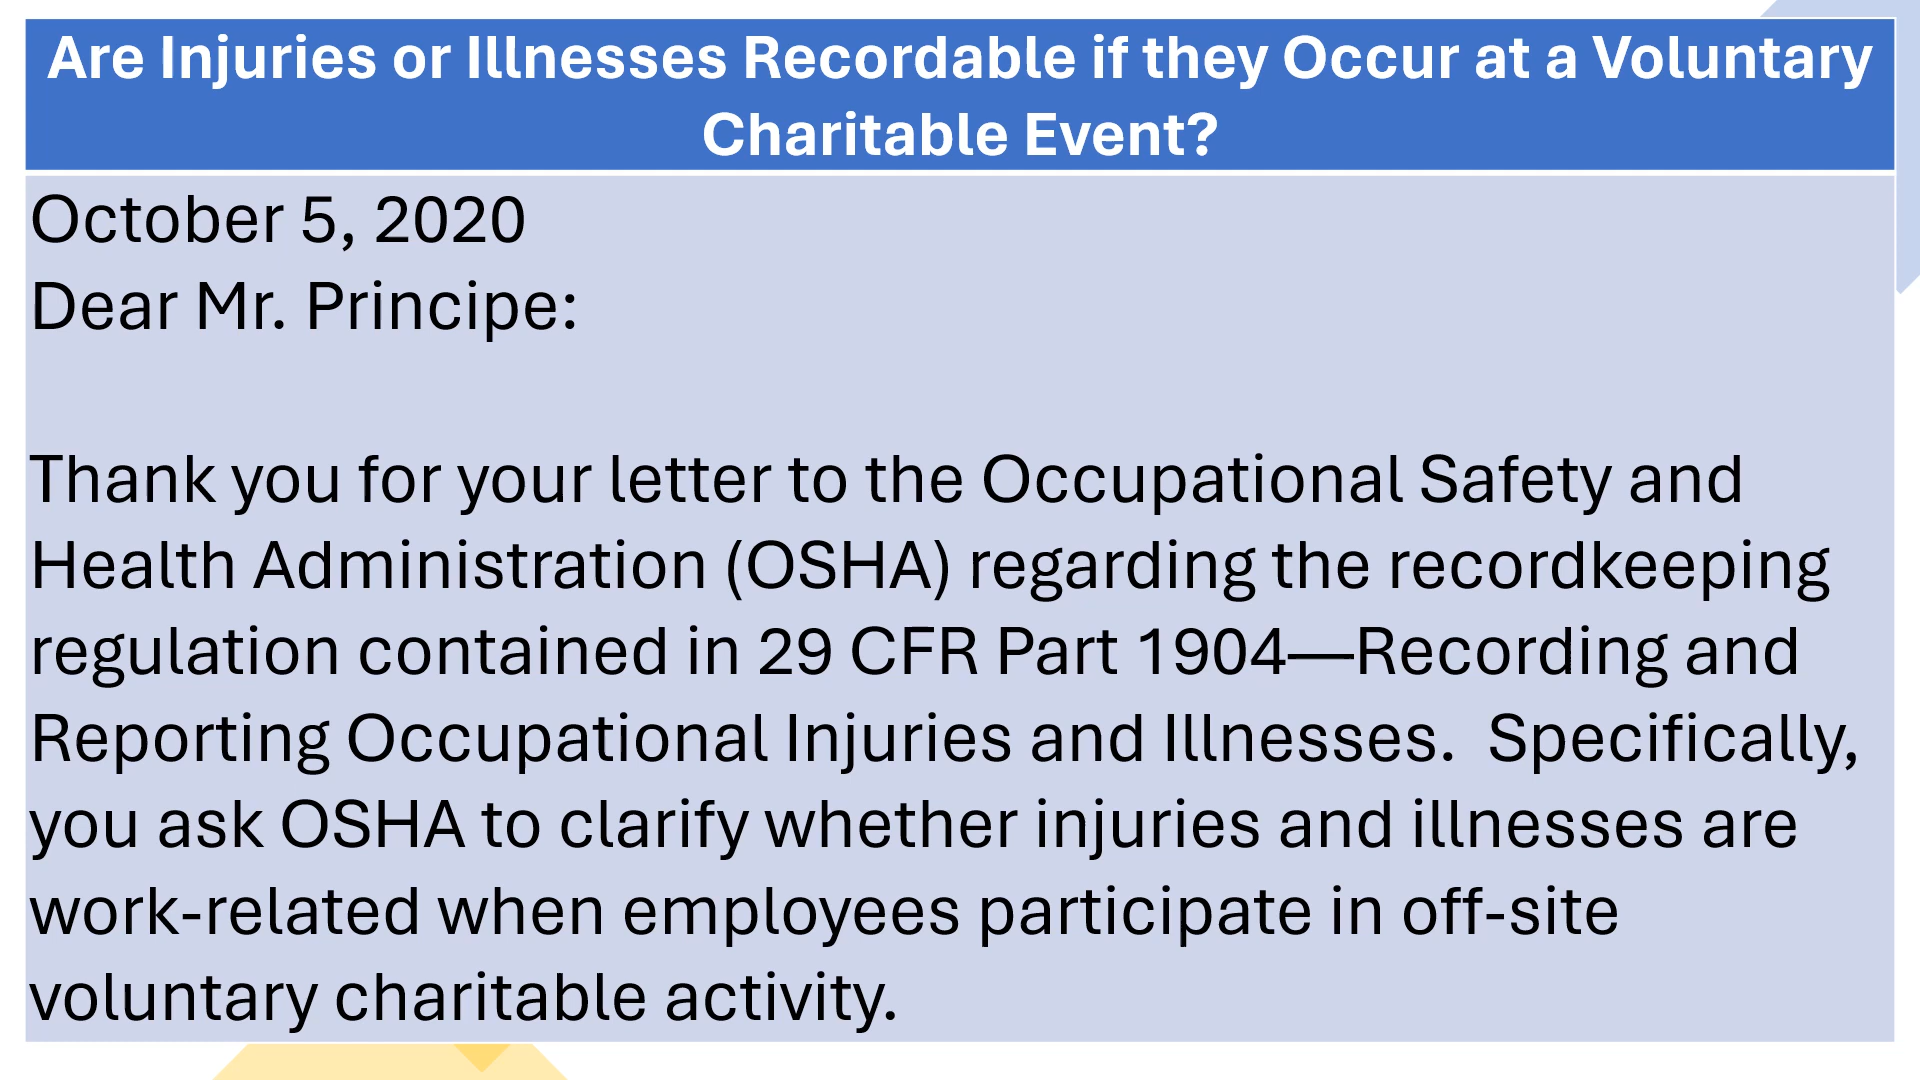 Are Injuries or Illnesses Recordable if they Occur at a Voluntary
Charitable Event?
October 5, 2020
Dear Mr. Principe:
Thank you for your letter to the Occupational Safety and
Health Administration (OSHA) regarding the recordkeeping
regulation contained in 29 CFR Part 1904—Recording and
Reporting Occupational Injuries and Illnesses.  Specifically,
you ask OSHA to clarify whether injuries and illnesses are
work-related when employees participate in off-site
voluntary charitable activity.